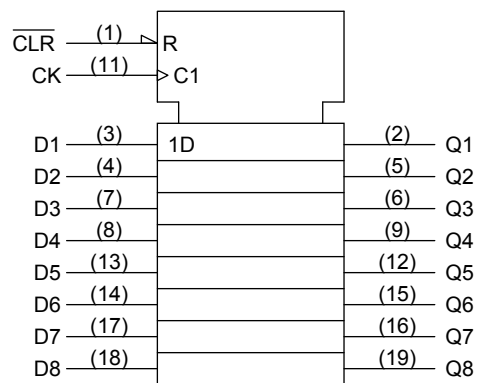 C̅L̅R̅ (1) R
CK (11) C1
D1 (3) 1D (2) Q1
D2 (4) (5) Q2
D3 (7) (6) Q3
D4 (8) (9) Q4
D5 (13) (12) Q5
D6 (14) (15) Q6
D7 (17) (16) Q7
D8 (18) (19) Q8